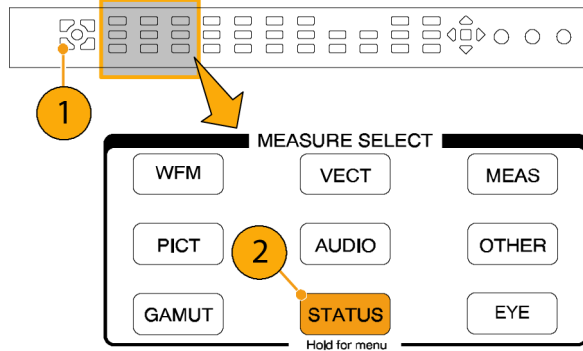 1
MEASURE SELECT
WFM
VECT
MEAS
PICT
2
AUDIO
OTHER
GAMUT
STATUS
EYE
Hold for menu